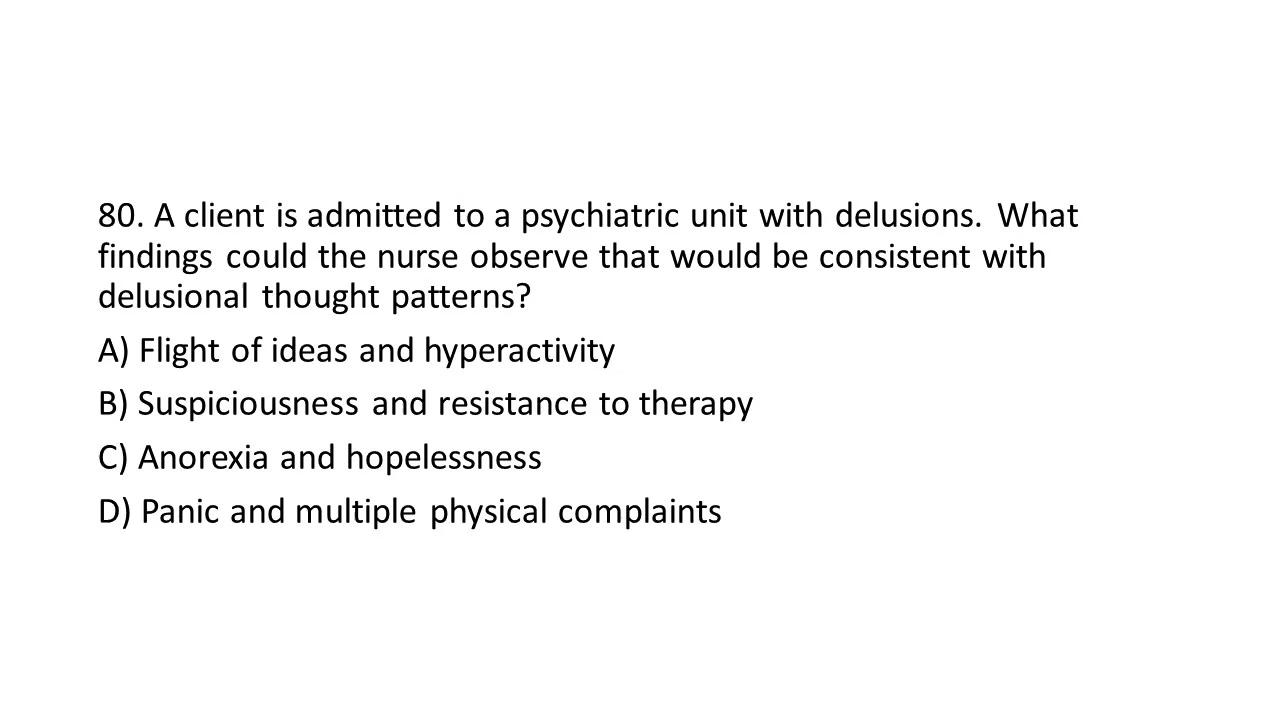 80. A client is admitted to a psychiatric unit with delusions. What
findings could the nurse observe that would be consistent with
delusional thought patterns?
A) Flight of ideas and hyperactivity
B) Suspiciousness and resistance to therapy
C) Anorexia and hopelessness
D) Panic and multiple physical complaints